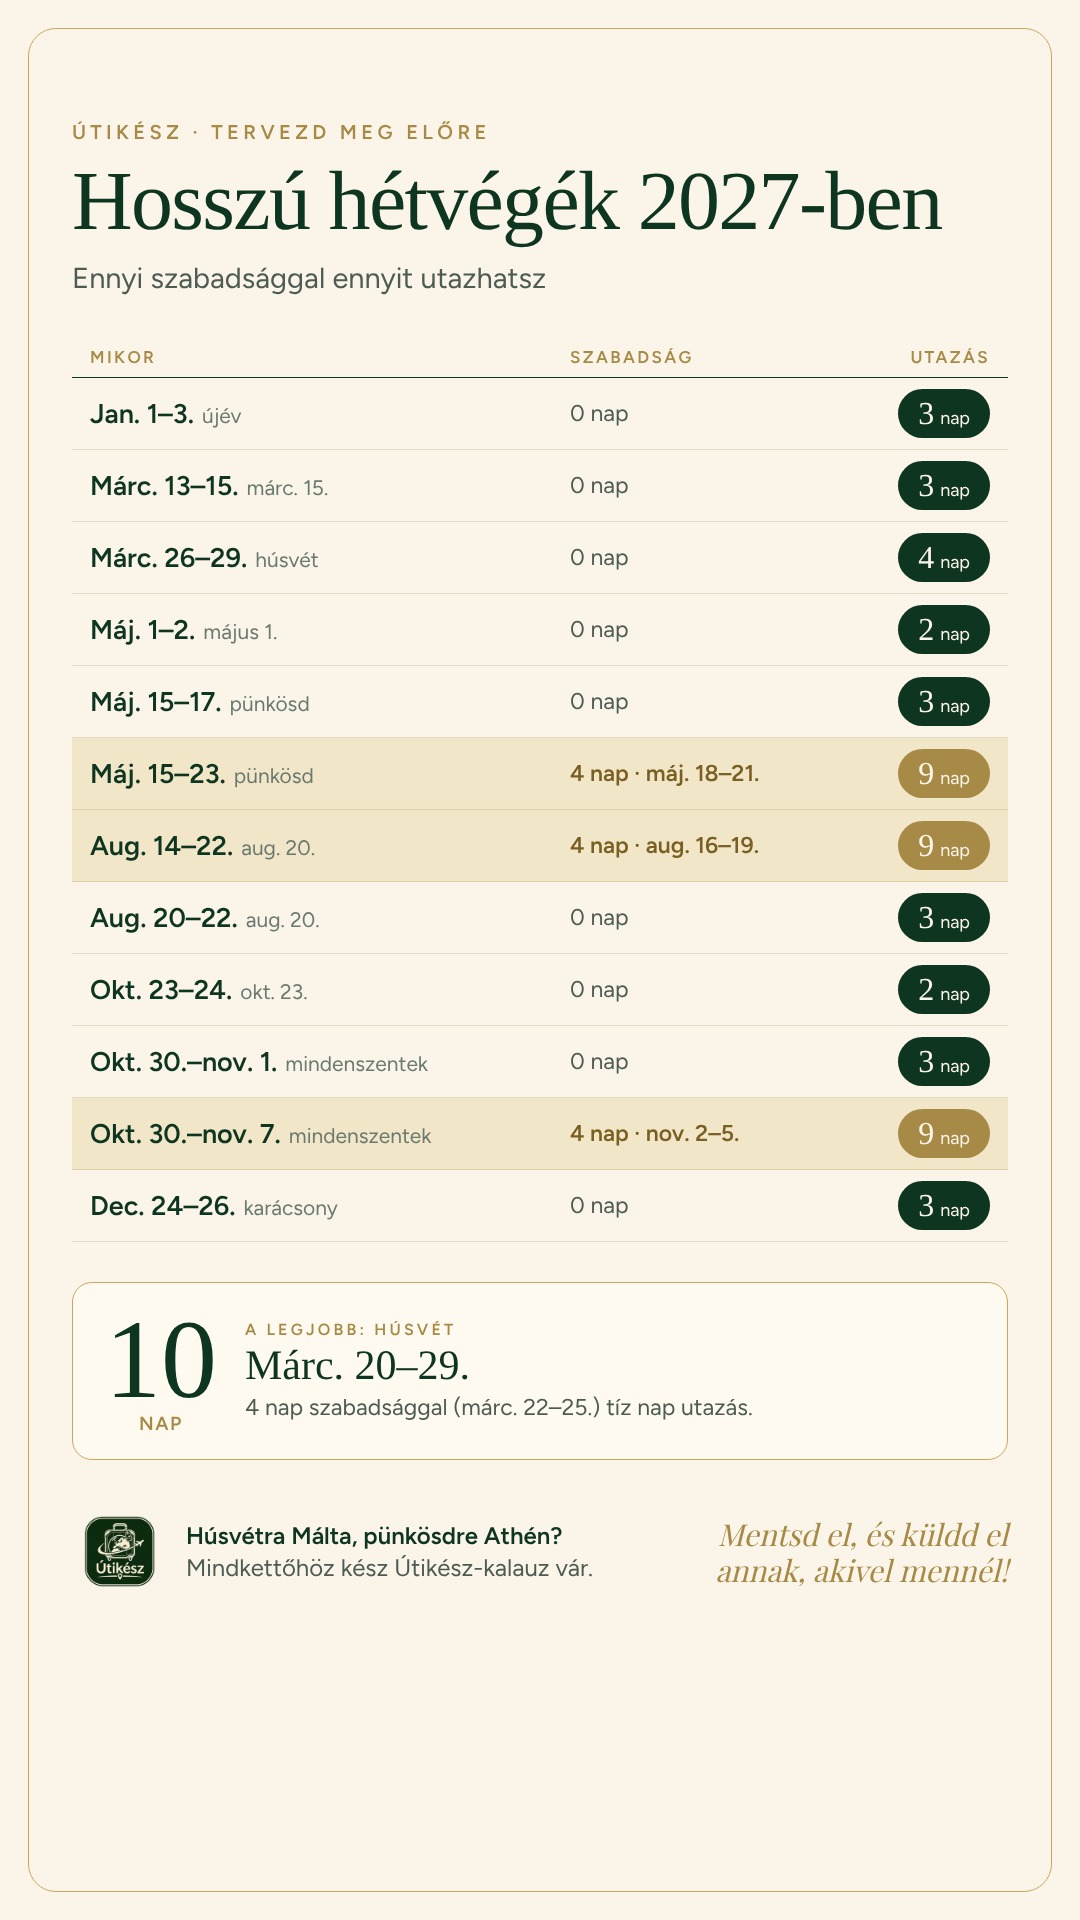 ÚTIKÉSZ · TERVEZD MEG ELŐRE
Hosszú hétvégék 2027-ben
Ennyi szabadsággal ennyit utazhatsz
MIKOR SZABADSÁG UTAZÁS
Jan. 1–3. újév 0 nap 3 nap
Márc. 13–15. márc. 15. 0 nap 3 nap
Márc. 26–29. húsvét 0 nap 4 nap
Máj. 1–2. május 1. 0 nap 2 nap
Máj. 15–17. pünkösd 0 nap 3 nap
Máj. 15–23. pünkösd 4 nap · máj. 18–21. 9 nap
Aug. 14–22. aug. 20. 4 nap · aug. 16–19. 9 nap
Aug. 20–22. aug. 20. 0 nap 3 nap
Okt. 23–24. okt. 23. 0 nap 2 nap
Okt. 30.–nov. 1. mindenszentek 0 nap 3 nap
Okt. 30.–nov. 7. mindenszentek 4 nap · nov. 2–5. 9 nap
Dec. 24–26. karácsony 0 nap 3 nap
10
NAP
A LEGJOBB: HÚSVÉT
Márc. 20–29.
4 nap szabadsággal (márc. 22–25.) tíz nap utazás.
Útikész
Húsvétra Málta, pünkösdre Athén?
Mindkettőhöz kész Útikész-kalauz vár.
Mentsd el, és küldd el
annak, akivel mennél!